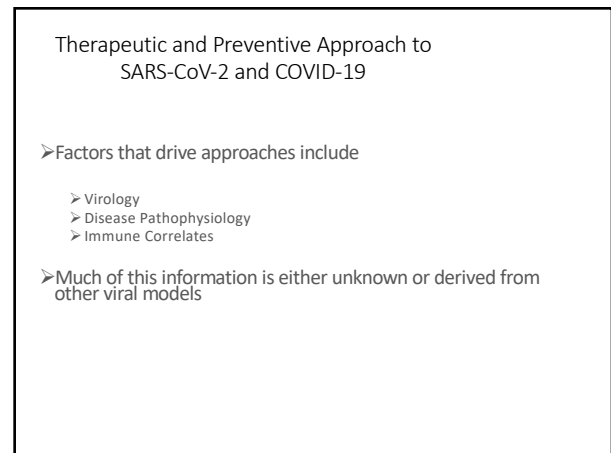 Therapeutic and Preventive Approach to
SARS-CoV-2 and COVID-19
➢Factors that drive approaches include
➢Virology
➢Disease Pathophysiology
➢Immune Correlates
➢Much of this information is either unknown or derived from
other viral models